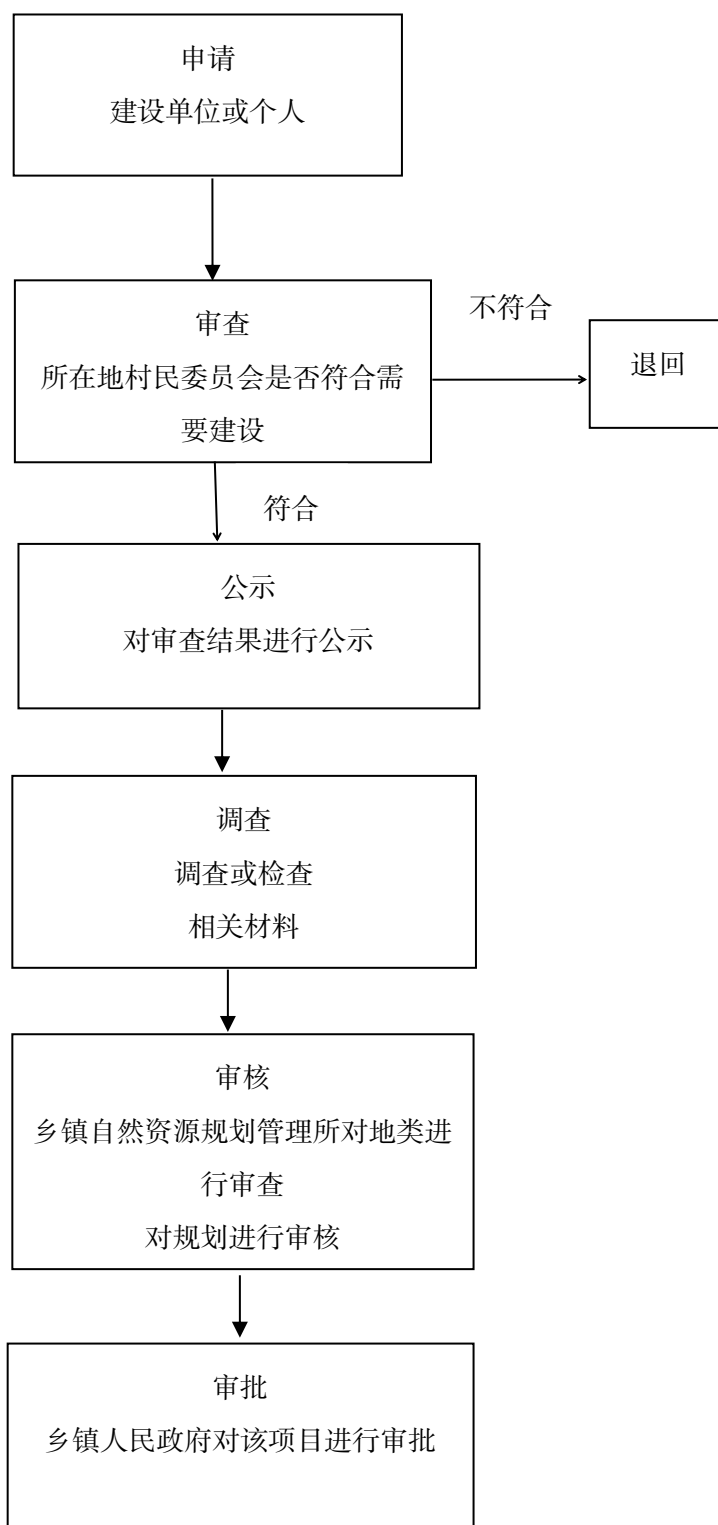 申请
建设单位或个人
审查
所在地村民委员会是否符合需
要建设
不符合
退回
符合
公示
对审查结果进行公示
调查
调查或检查
相关材料
审核
乡镇自然资源规划管理所对地类进
行审查
对规划进行审核
审批
乡镇人民政府对该项目进行审批